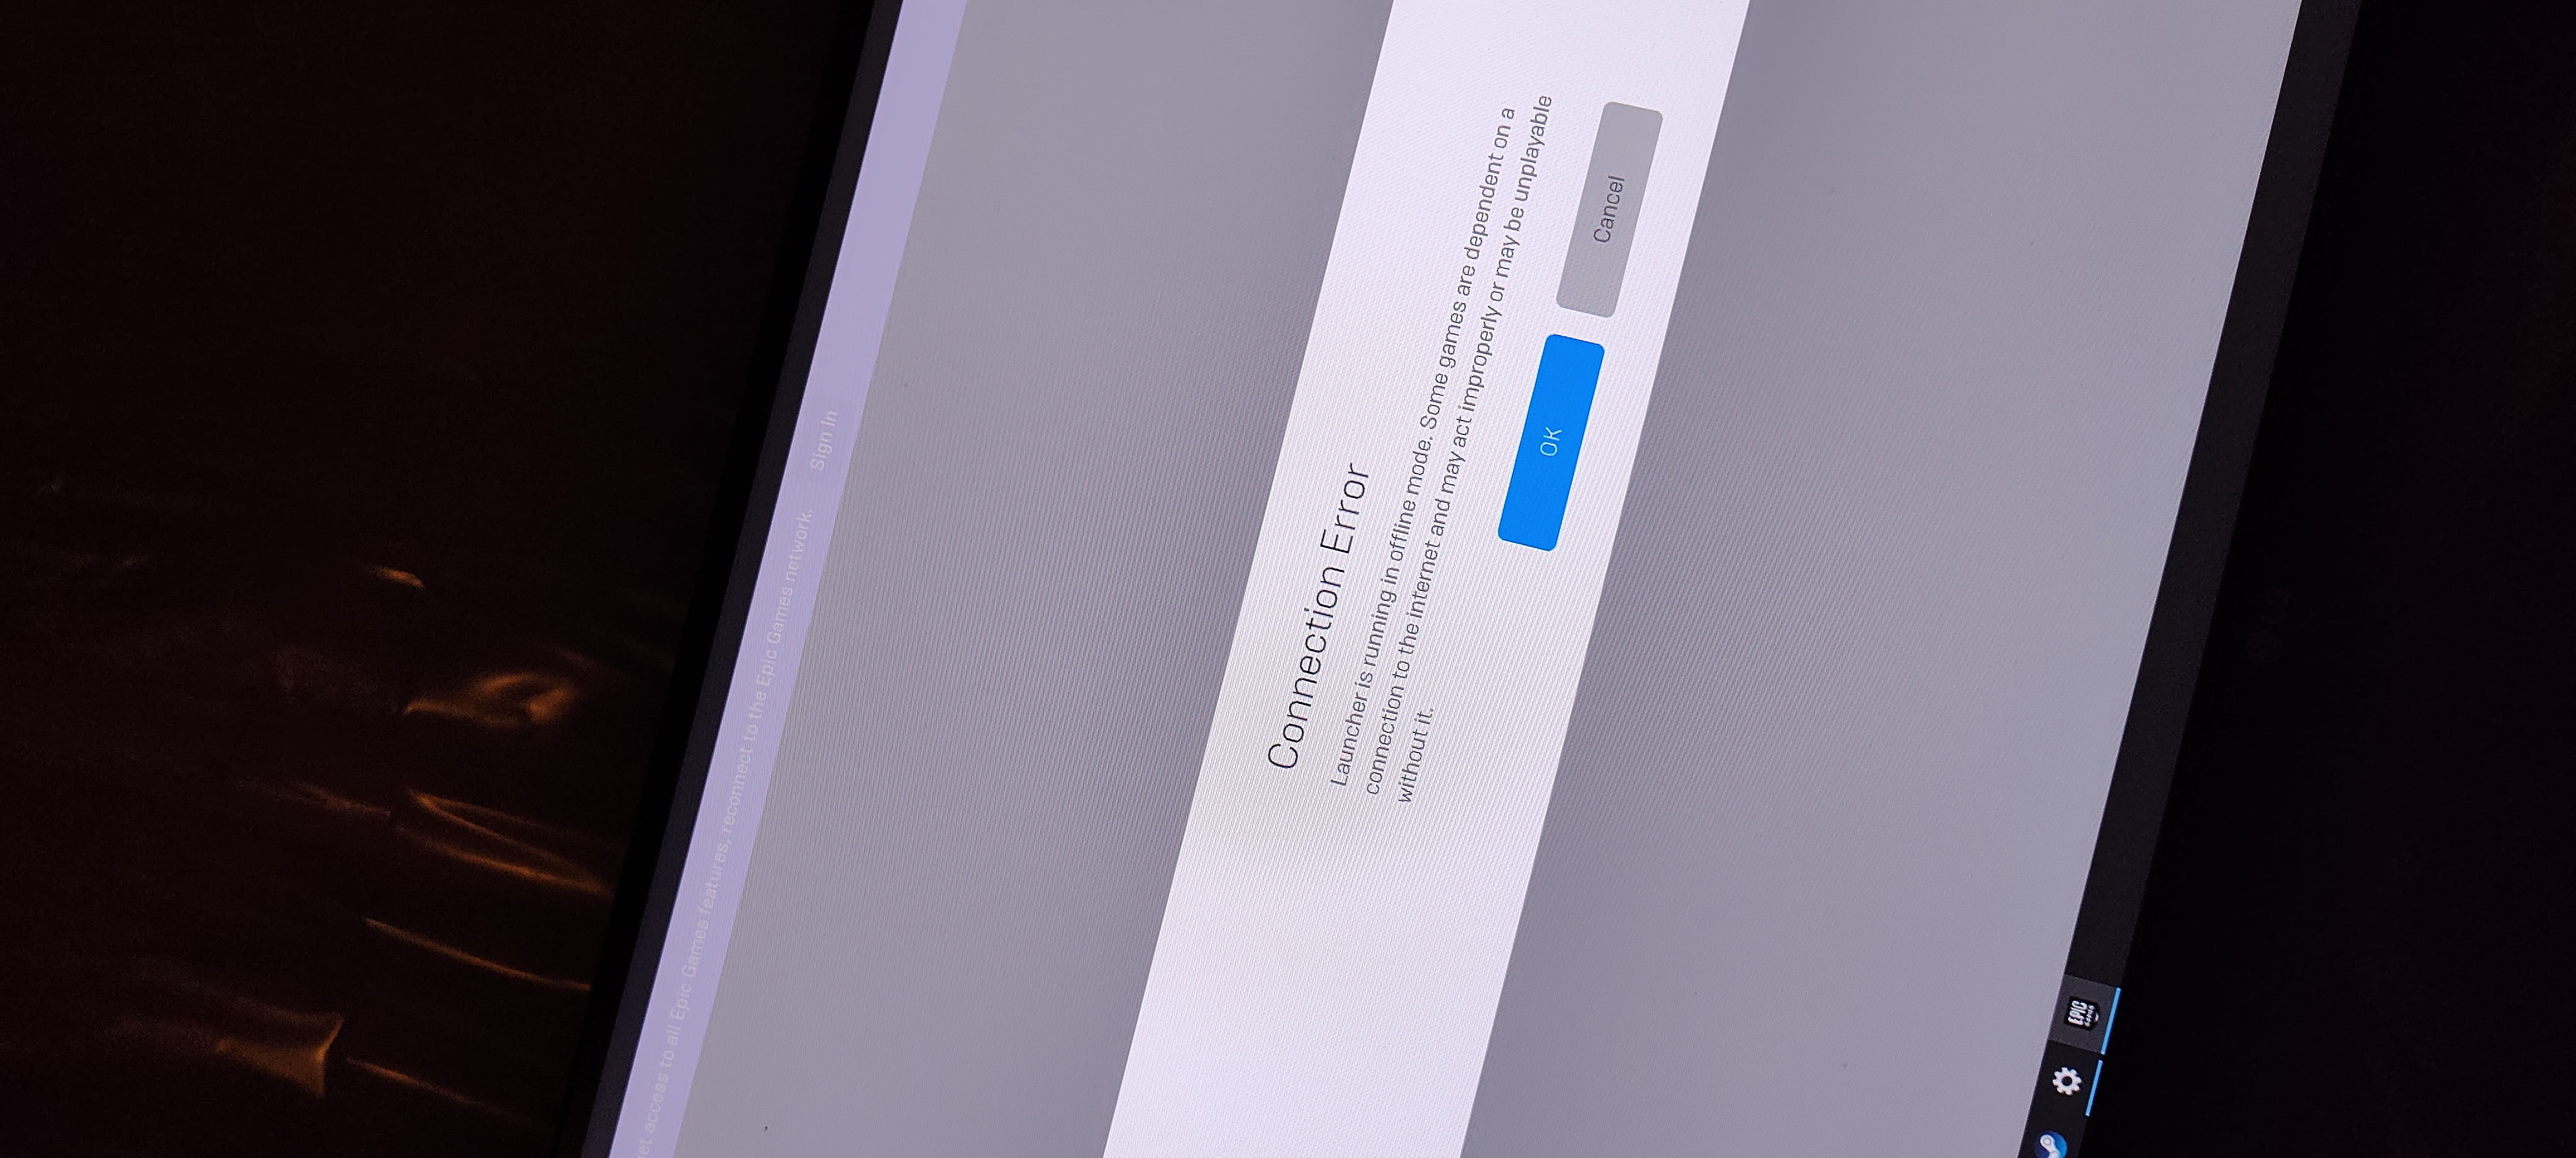 et access to all Epic Games features, reconnect to the Epic Games network. Sign In
Connection Error
Launcher is running in offline mode. Some games are dependent on a
connection to the internet and may act improperly or may be unplayable
without it.
OK Cancel
EPIC
GAMES